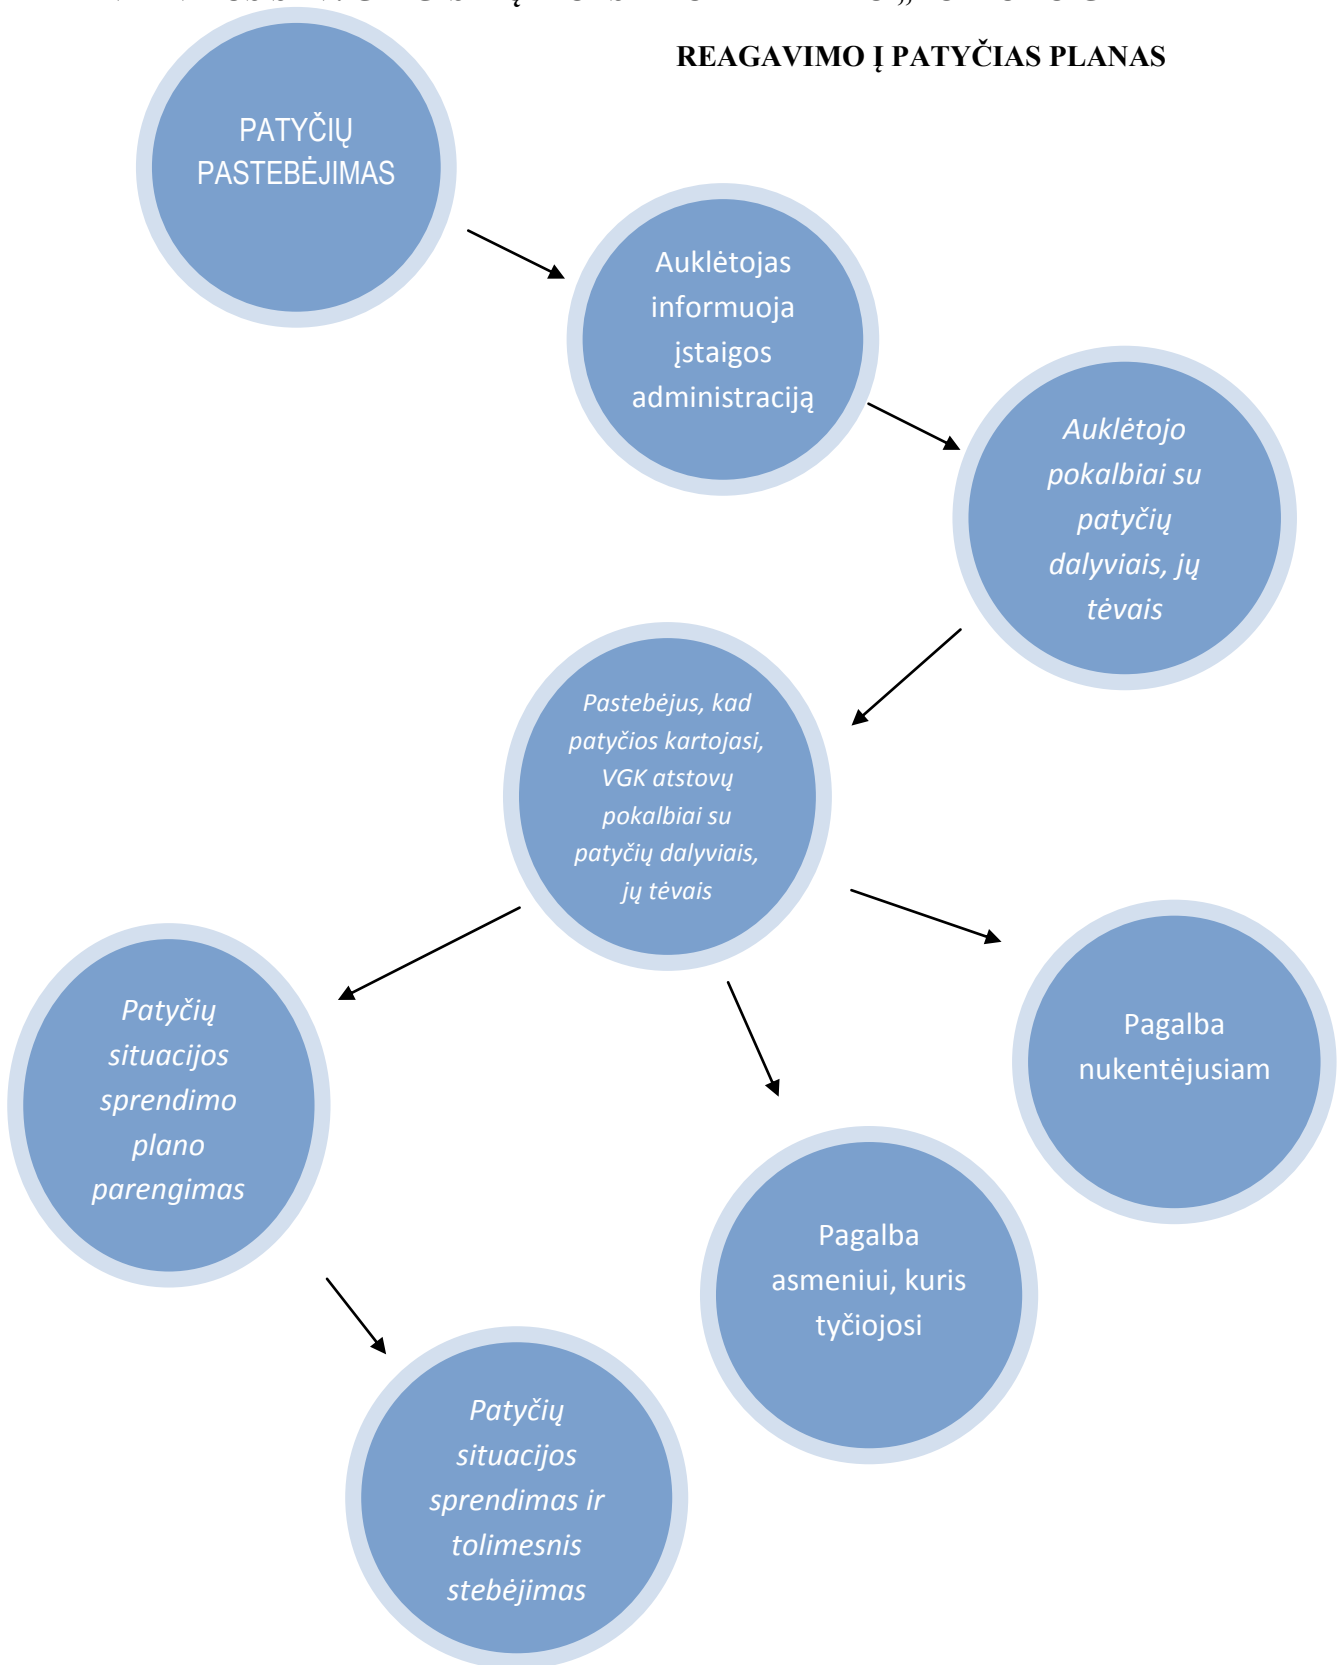 REAGAVIMO Į PATYČIAS PLANAS
PATYČIŲ
PASTEBĖJIMAS
Auklėtojas
informuoja
įstaigos
administraciją
Auklėtojo
pokalbiai su
patyčių
dalyviais, jų
tėvais
Pastebėjus, kad
patyčios kartojasi,
VGK atstovų
pokalbiai su
patyčių dalyviais,
jų tėvais
Patyčių
situacijos
sprendimo
plano
parengimas
Pagalba
nukentėjusiam
Pagalba
asmeniui, kuris
tyčiojosi
Patyčių
situacijos
sprendimas ir
tolimesnis
stebėjimas